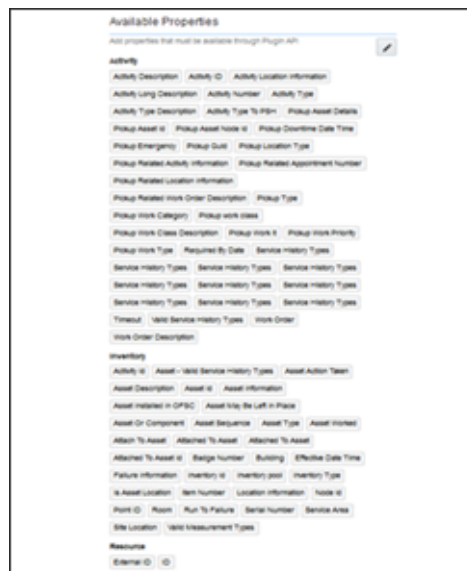 Available Properties
Add properties that must be available through Plugin API
Activity
Activity Description Activity ID Activity Location Information
Activity Long Description Activity Number Activity Type
Activity Type Description Activity Type To PSH Pickup Asset Details
Pickup Asset Id Pickup Asset Node Id Pickup Downtime Date Time
Pickup Emergency Pickup Guid Pickup Location Type
Pickup Related Activity Information Pickup Related Appointment Number
Pickup Related Location Information
Pickup Related Work Order Description Pickup Type
Pickup Work Category Pickup work class
Pickup Work Class Description Pickup Work It Pickup Work Priority
Pickup Work Type Required By Date Service History Types
Service History Types Service History Types Service History Types
Service History Types Service History Types Service History Types
Service History Types Service History Types Service History Types
Timeout Valid Service History Types Work Order
Work Order Description
Inventory
Activity Id Asset - Valid Service History Types Asset Action Taken
Asset Description Asset Id Asset Information
Asset Installed in OFSC Asset May Be Left in Place
Asset Or Component Asset Sequence Asset Type Asset Worked
Attach To Asset Attached To Asset Attached To Asset
Attached To Asset Id Badge Number Building Effective Date Time
Failure Information Inventory Id Inventory pool Inventory Type
Is Asset Location Item Number Location Information Node Id
Point ID Room Run To Failure Serial Number Service Area
Site Location Valid Measurement Types
Resource
External ID ID